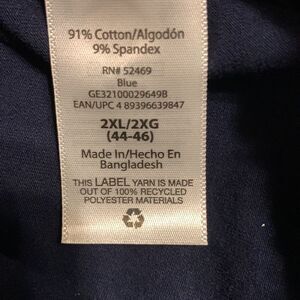 91% Cotton/Algodón
9% Spandex
RN# 52469
Blue
GE32100029649B
EAN/UPC 4 89396639847
2XL/2XG
(44-46)
Made In/Hecho En
Bangladesh
THIS LABEL YARN IS MADE
OUT OF 100% RECYCLED
POLYESTER MATERIALS